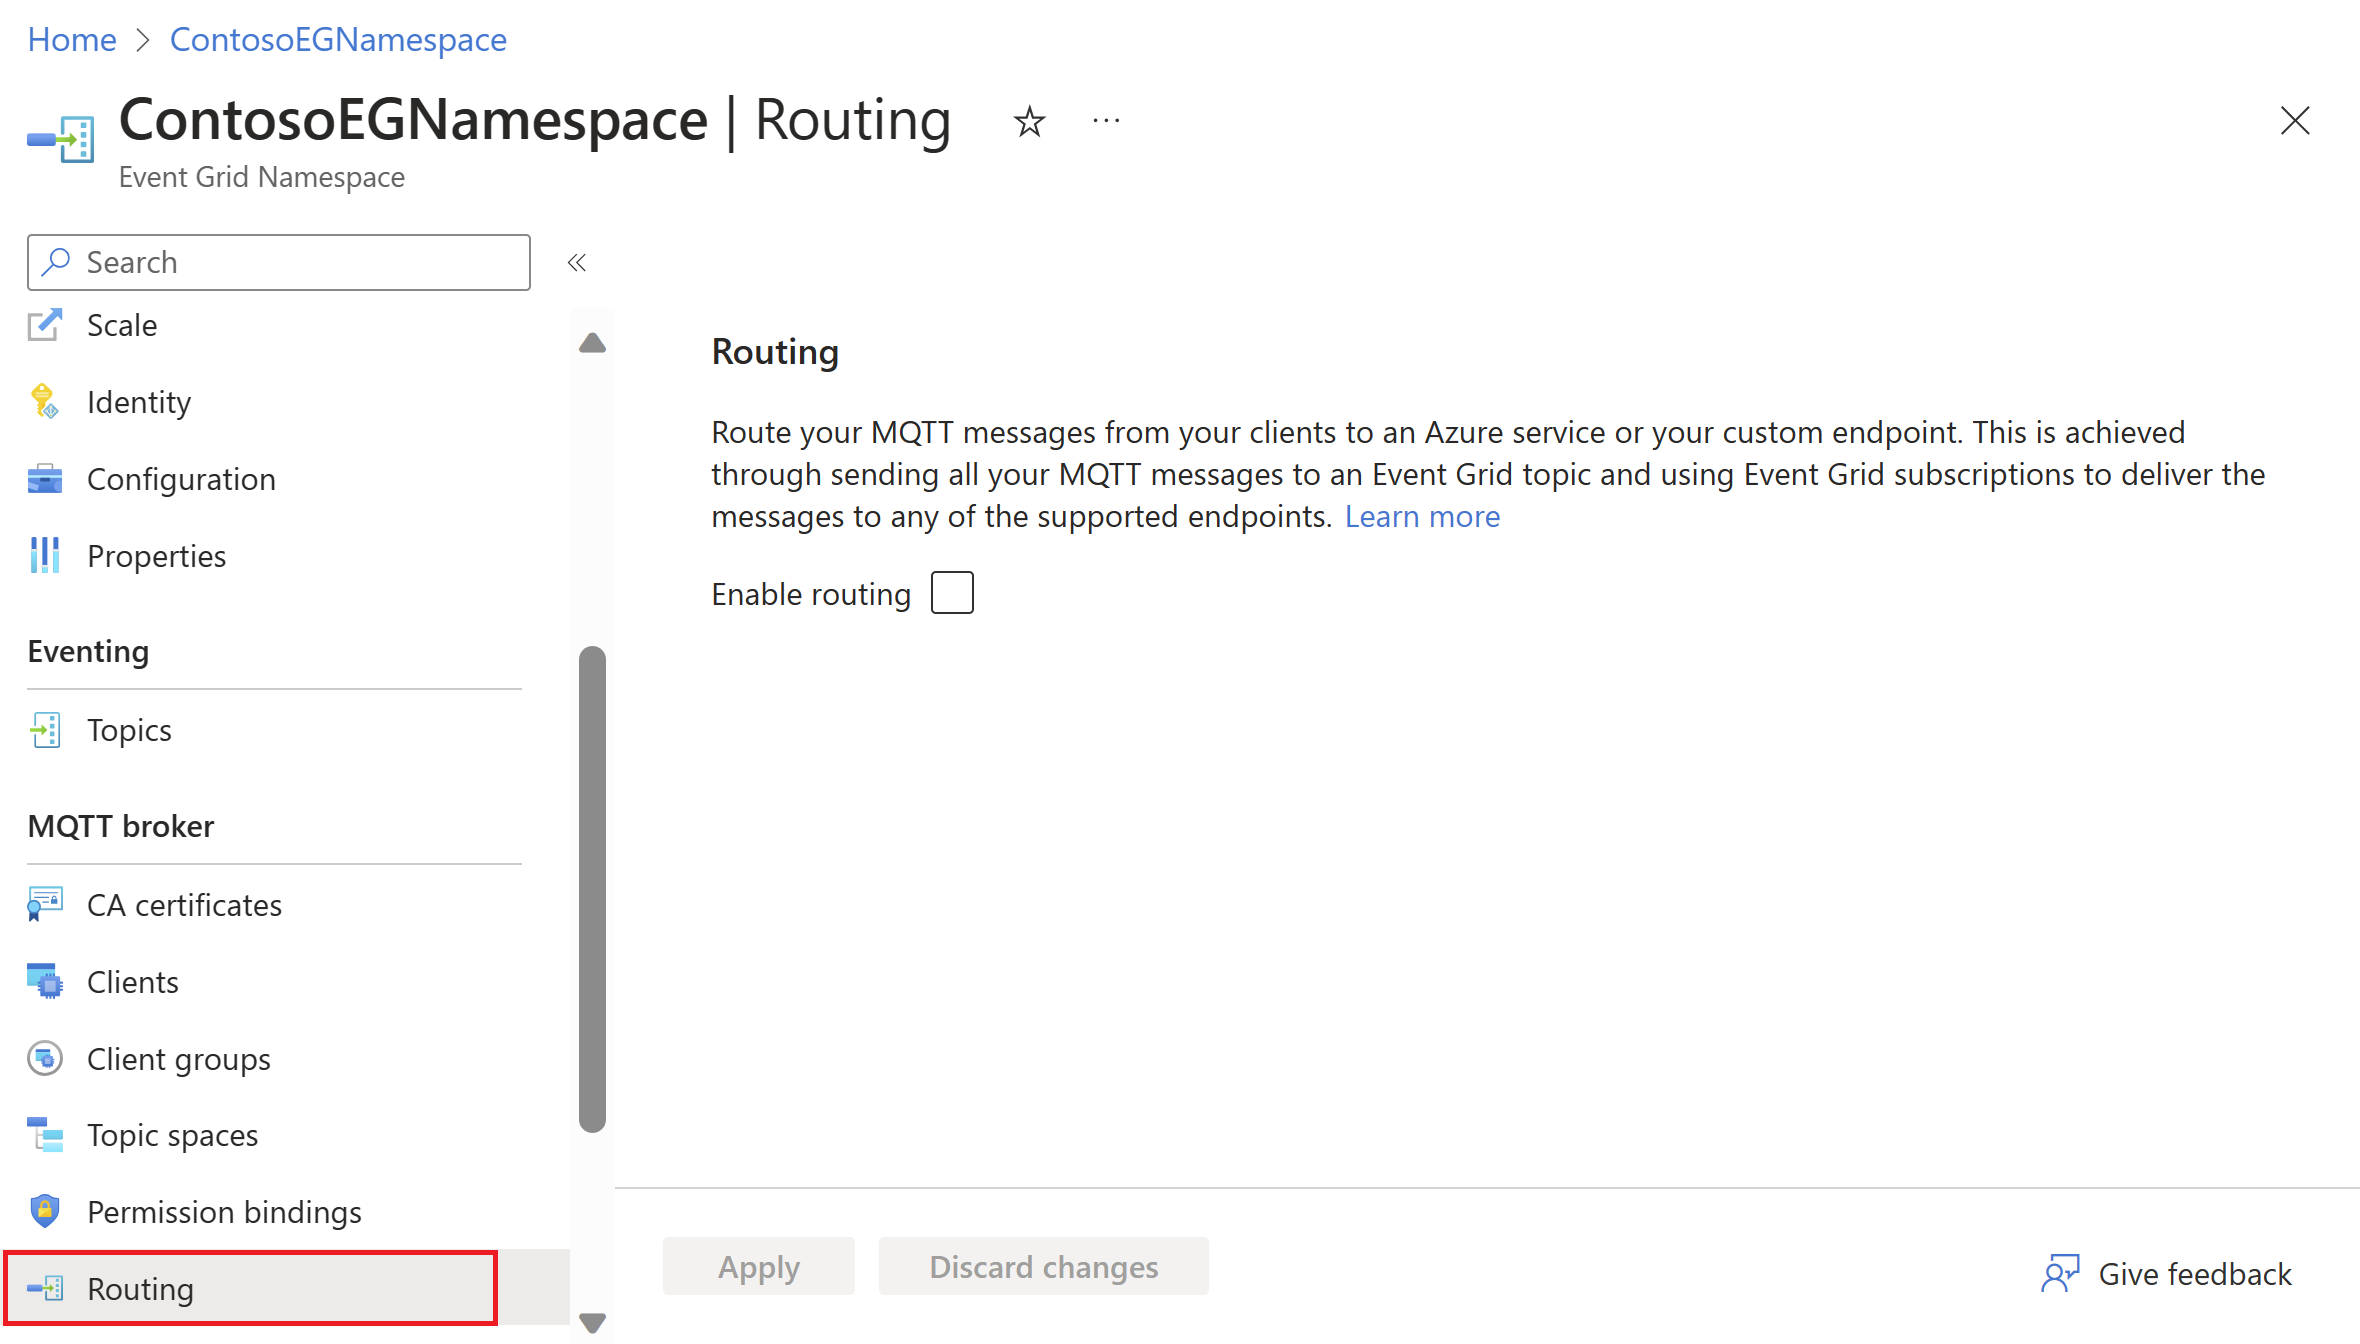 Home > ContosoEGNamespace
ContosoEGNamespace | Routing
Event Grid Namespace
Search
Scale
Identity
Configuration
Properties
Eventing
Topics
MQTT broker
CA certificates
Clients
Client groups
Topic spaces
Permission bindings
Routing
Routing
Route your MQTT messages from your clients to an Azure service or your custom endpoint. This is achieved
through sending all your MQTT messages to an Event Grid topic and using Event Grid subscriptions to deliver the
messages to any of the supported endpoints. Learn more
Enable routing
Apply
Discard changes
Give feedback